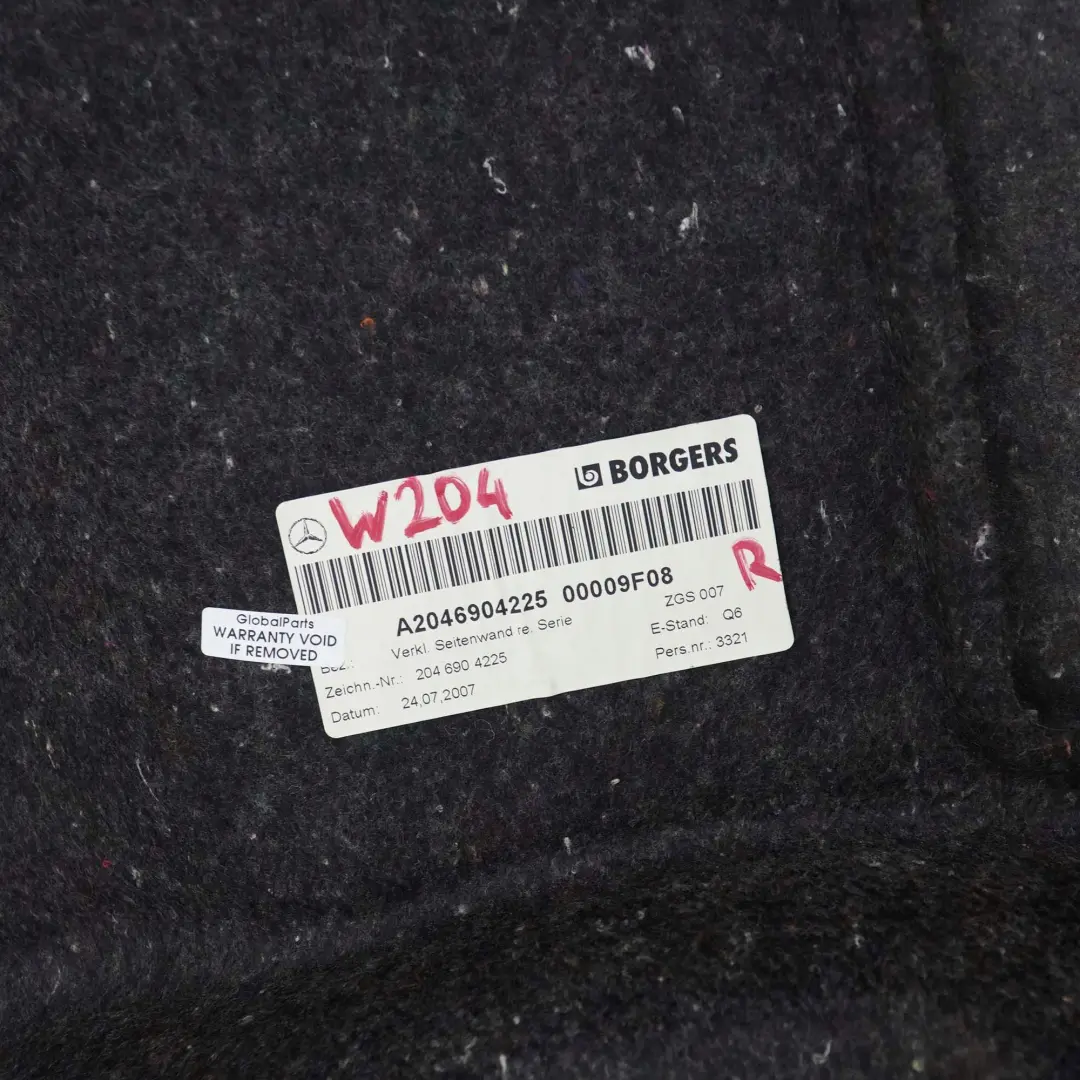 W204
BORGERS
R
A2046904225 00009F08
Verkl. Seitenwand re. Serie
ZGS 007
Zeichn.-Nr.: 204 690 4225
E-Stand: Q6
Datum: 24,07,2007
Pers.nr.: 3321
GlobalParts
WARRANTY VOID
IF REMOVED